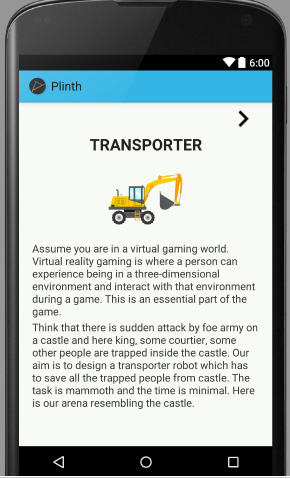 6:00
Plinth
TRANSPORTER
Assume you are in a virtual gaming world.
Virtual reality gaming is where a person can
experience being in a three-dimensional
environment and interact with that environment
during a game. This is an essential part of the
game.
Think that there is sudden attack by foe army on
a castle and here king, some courtier, some
other people are trapped inside the castle. Our
aim is to design a transporter robot which has
to save all the trapped people from castle. The
task is mammoth and the time is minimal. Here
is our arena resembling the castle.